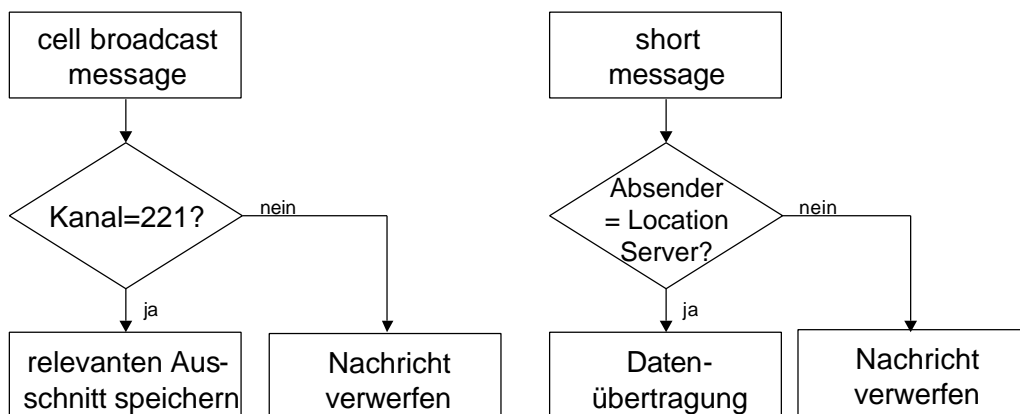 cell broadcast
message
Kanal=221?
nein
ja
relevanten Aus-
schnitt speichern
Nachricht
verwerfen
short
message
Absender
= Location
Server?
nein
ja
Daten-
übertragung
Nachricht
verwerfen